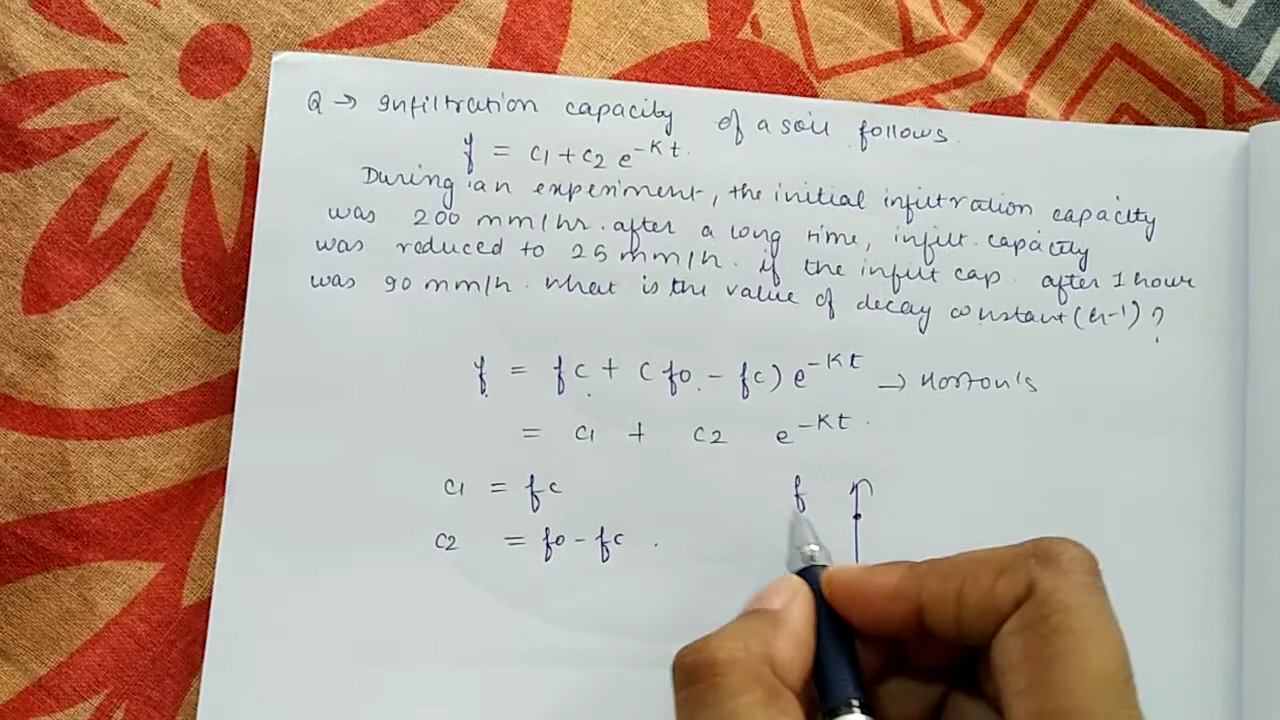 Q → Infiltration capacity of a soil follows.
f = c1 + c2 e^-Kt.
During an experiment, the initial infiltration capacity
was 200 mm/hr. after a long time, infilt. capacity
was reduced to 25 mm/h. if the infilt cap. after 1 hour
was 90 mm/h. what is the value of decay constant (h-1) ?
f = fc + (fo - fc) e^-Kt → Horton's
= c1 + c2 e^-Kt.
c1 = fc
c2 = fo - fc.
f